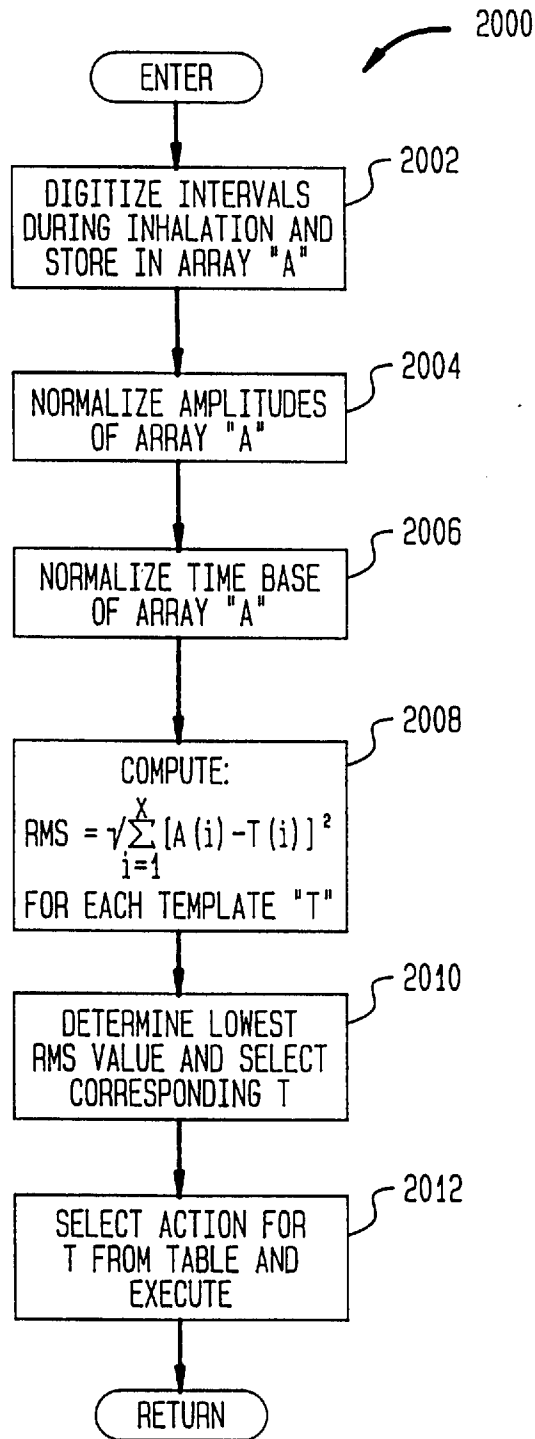 2000
ENTER
2002
DIGITIZE INTERVALS
DURING INHALATION AND
STORE IN ARRAY "A"
2004
NORMALIZE AMPLITUDES
OF ARRAY "A"
2006
NORMALIZE TIME BASE
OF ARRAY "A"
2008
COMPUTE:
RMS = √∑ [A(i)-T(i)]²
X
i=1
FOR EACH TEMPLATE "T"
2010
DETERMINE LOWEST
RMS VALUE AND SELECT
CORRESPONDING T
2012
SELECT ACTION FOR
T FROM TABLE AND
EXECUTE
RETURN